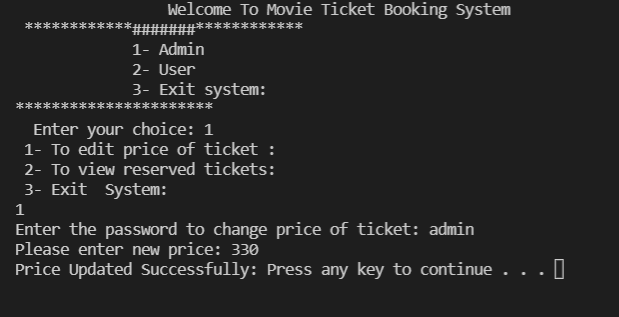 Welcome To Movie Ticket Booking System
************#######************
1- Admin
2- User
3- Exit system:
**********************
Enter your choice: 1
1- To edit price of ticket :
2- To view reserved tickets:
3- Exit  System:
1
Enter the password to change price of ticket: admin
Please enter new price: 330
Price Updated Successfully: Press any key to continue . . .